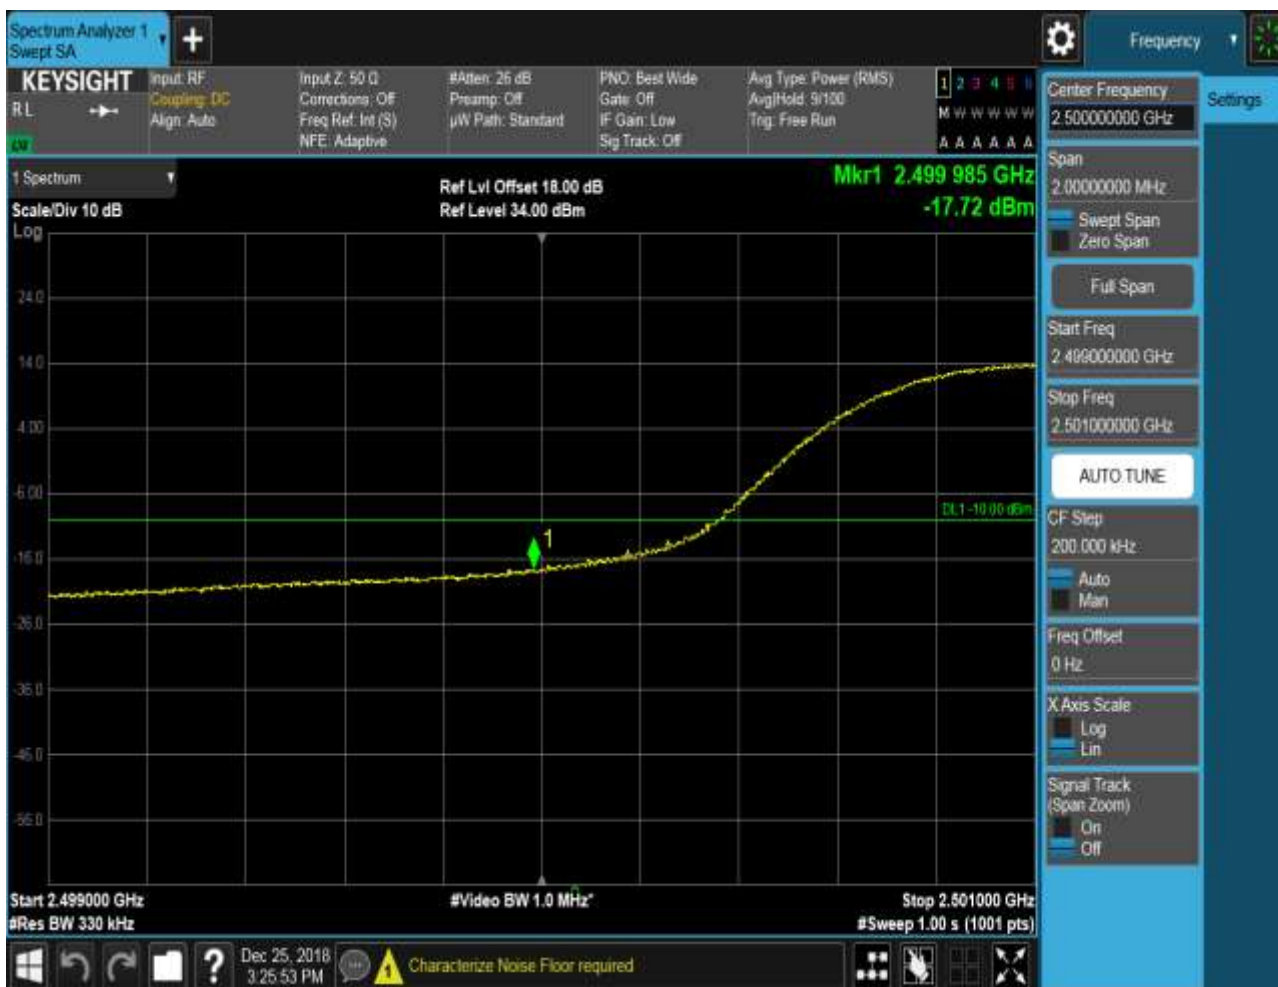 Spectrum Analyzer 1
Swept SA
+
Frequency
KEYSIGHT
R L
Input: RF
Coupling: DC
Align: Auto
Input Z: 50 Ω
Corrections: Off
Freq Ref: Int (S)
NFE: Adaptive
#Atten: 26 dB
Preamp: Off
µW Path: Standard
PNO: Best Wide
Gate: Off
IF Gain: Low
Sig Track: Off
Avg Type: Power (RMS)
Avg|Hold: 9/100
Trig: Free Run
1 2 3 4 5 6
M W W W W W
A A A A A A
1 Spectrum
Scale/Div 10 dB
Log
Ref Lvl Offset 18.00 dB
Ref Level 34.00 dBm
Mkr1 2.499 985 GHz
-17.72 dBm
24.0
14.0
4.00
-6.00
-16.0
-26.0
-36.0
-46.0
-56.0
1
DL1 -10.00 dBm
Start 2.499000 GHz
#Res BW 330 kHz
#Video BW 1.0 MHz*
Stop 2.501000 GHz
#Sweep 1.00 s (1001 pts)
Center Frequency
2.500000000 GHz
Settings
Span
2.00000000 MHz
Swept Span
Zero Span
Full Span
Start Freq
2.499000000 GHz
Stop Freq
2.501000000 GHz
AUTO TUNE
CF Step
200.000 kHz
Auto
Man
Freq Offset
0 Hz
X Axis Scale
Log
Lin
Signal Track
(Span Zoom)
On
Off
?
Dec 25, 2018
3:25:53 PM
1
Characterize Noise Floor required